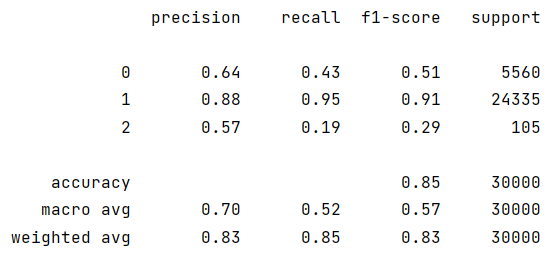 precision recall f1-score support
0 0.64 0.43 0.51 5560
1 0.88 0.95 0.91 24335
2 0.57 0.19 0.29 105
accuracy 0.85 30000
macro avg 0.70 0.52 0.57 30000
weighted avg 0.83 0.85 0.83 30000